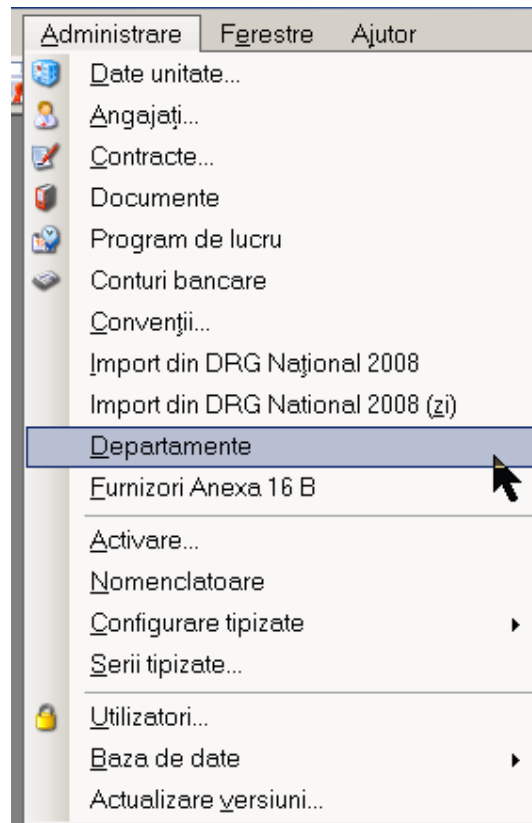 Administrare Ferestre Ajutor
Date unitate...
Angajați...
Contracte...
Documente
Program de lucru
Conturi bancare
Convenţii...
Import din DRG Naţional 2008
Import din DRG National 2008 (zi)
Departamente
Furnizori Anexa 16 B
Activare...
Nomenclatoare
Configurare tipizate
Serii tipizate...
Utilizatori...
Baza de date
Actualizare versiuni...